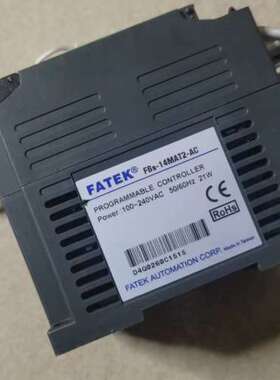 FATEK® FBs-14MAT2-AC
PROGRAMMABLE CONTROLLER
Power 100~240VAC 50/60Hz 21W
CE
RoHs
D4Q0260C1515
Made in Taiwan
FATEK AUTOMATION CORP.